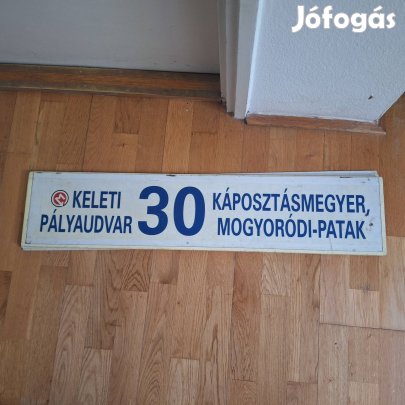 Jófogás
KELETI
PÁLYAUDVAR
30
KÁPOSZTÁSMEGYER,
MOGYORÓDI-PATAK